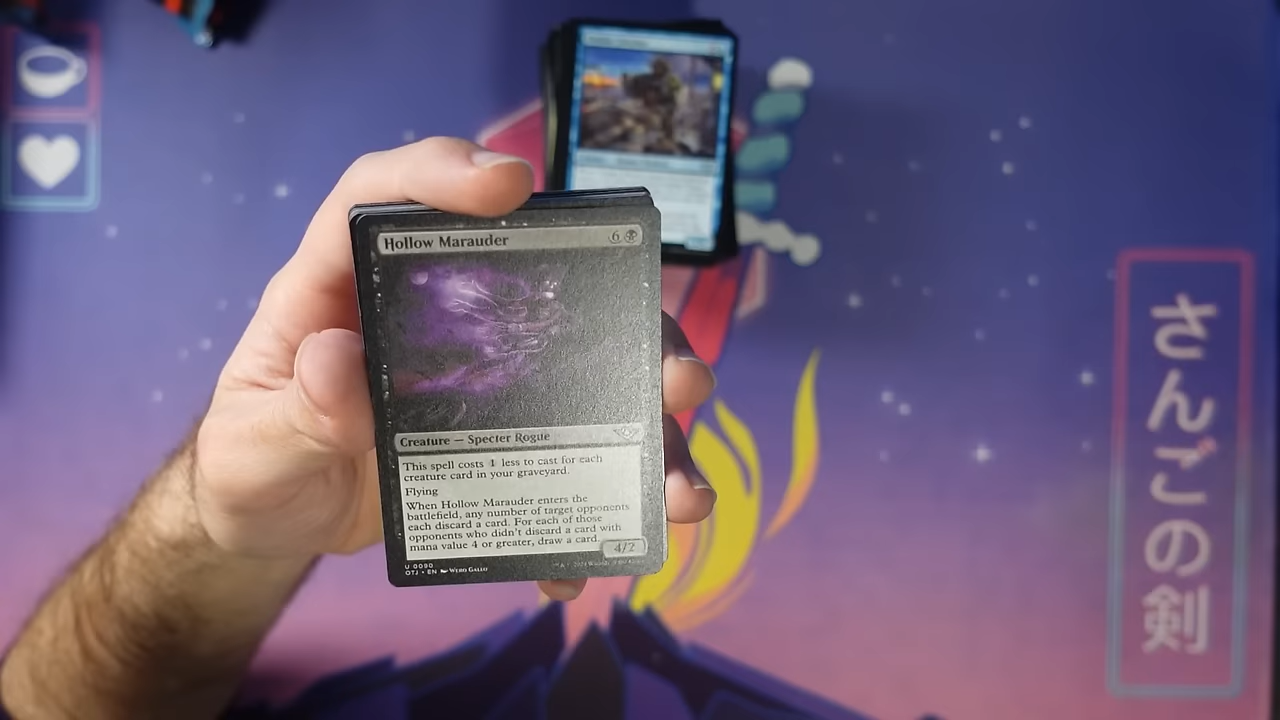 Hollow Marauder
6
Creature — Specter Rogue
This spell costs 1 less to cast for each
creature card in your graveyard.
Flying
When Hollow Marauder enters the
battlefield, any number of target opponents
each discard a card. For each of those
opponents who didn't discard a card with
mana value 4 or greater, draw a card.
4/2
U 0090
OTJ • EN
さんごの剣